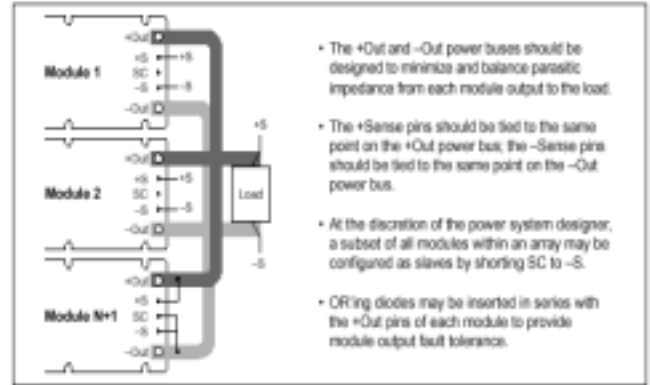 +Out
+S
+S
Module 1
SC
-S
-S
-Out
+S
+Out
+S
+S
Module 2
SC
Load
-S
-S
-Out
-S
+Out
+S
Module N+1
SC
-S
-Out
• The +Out and –Out power buses should be
designed to minimize and balance parasitic
impedance from each module output to the load.
• The +Sense pins should be tied to the same
point on the +Out power bus; the –Sense pins
should be tied to the same point on the –Out
power bus.
• At the discretion of the power system designer,
a subset of all modules within an array may be
configured as slaves by shorting SC to –S.
• OR'ing diodes may be inserted in series with
the +Out pins of each module to provide
module output fault tolerance.